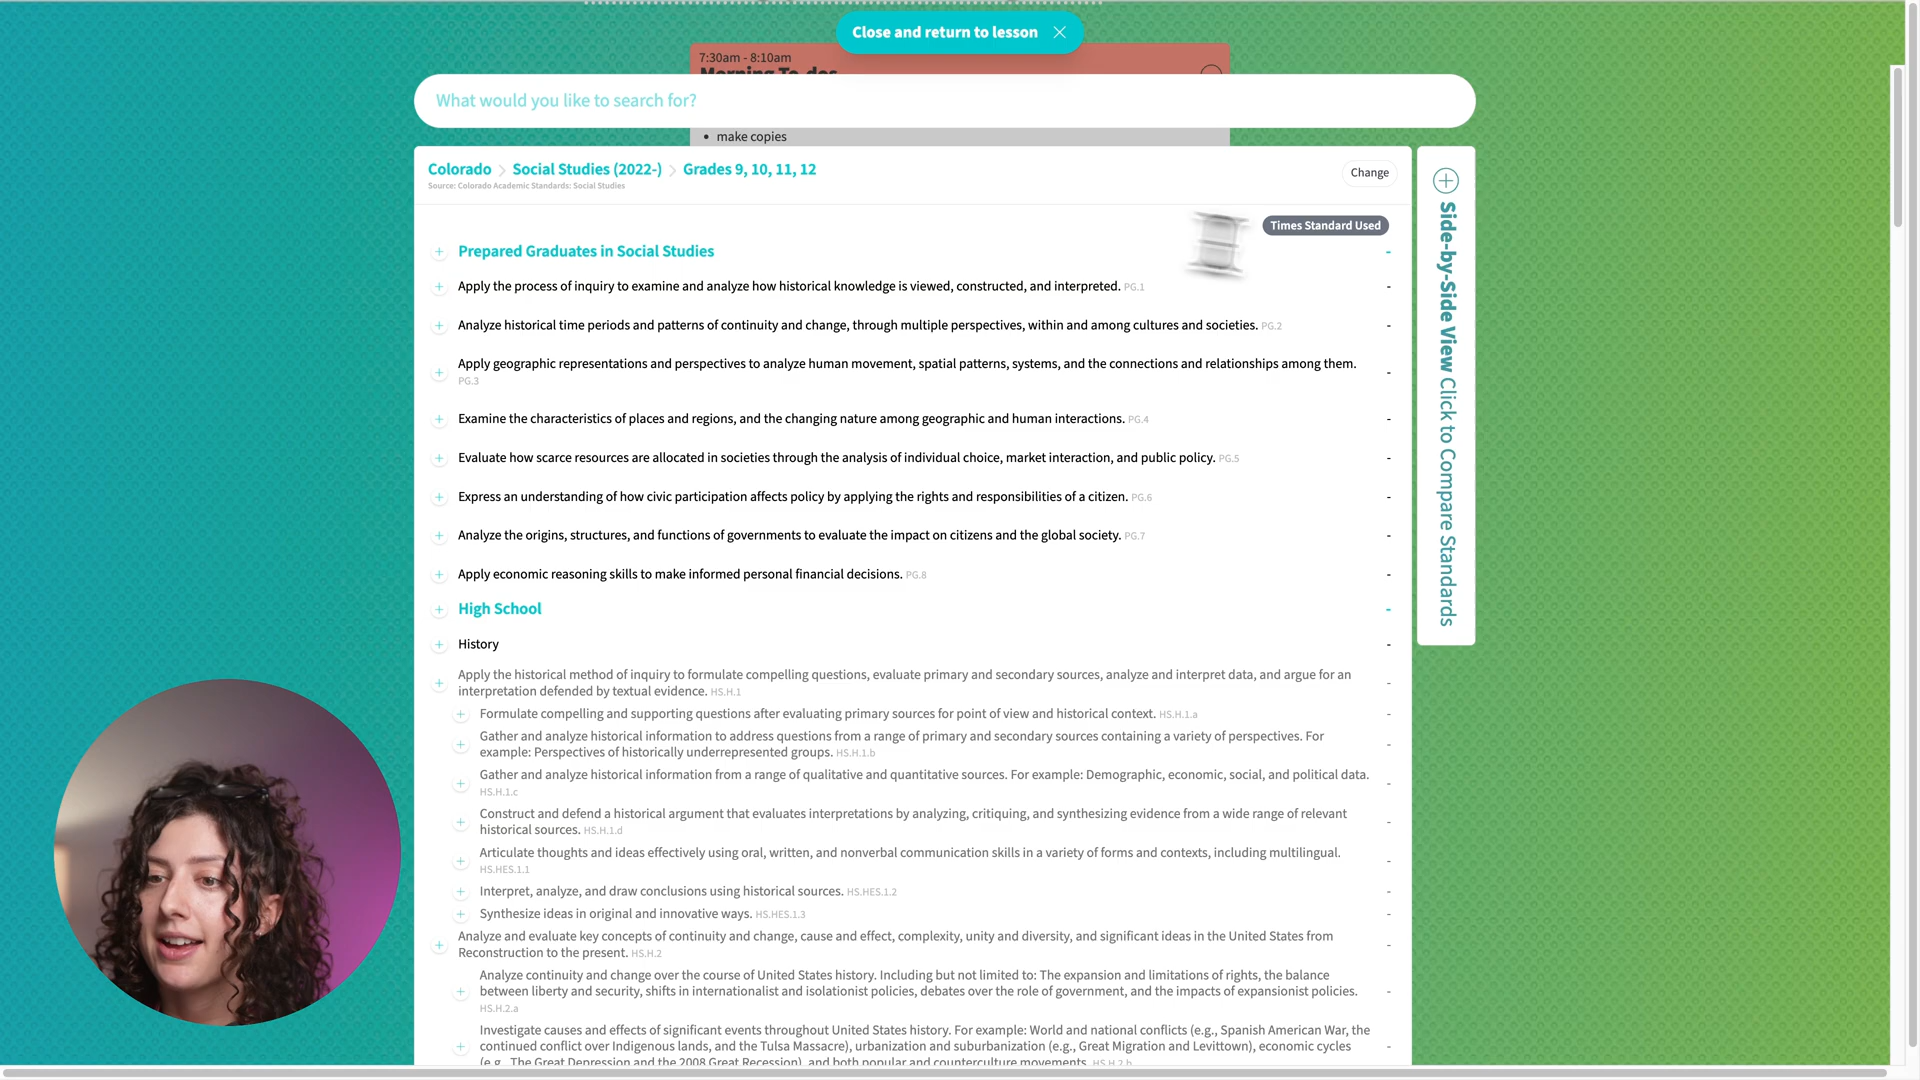 Close and return to lesson
7:30am - 8:10am
Morning To-dos
What would you like to search for?
• make copies
Colorado > Social Studies (2022-) > Grades 9, 10, 11, 12
Change
Source: Colorado Academic Standards: Social Studies
Times Standard Used
Prepared Graduates in Social Studies -
Apply the process of inquiry to examine and analyze how historical knowledge is viewed, constructed, and interpreted. PG.1 -
Analyze historical time periods and patterns of continuity and change, through multiple perspectives, within and among cultures and societies. PG.2 -
Apply geographic representations and perspectives to analyze human movement, spatial patterns, systems, and the connections and relationships among them.
PG.3 -
Examine the characteristics of places and regions, and the changing nature among geographic and human interactions. PG.4 -
Evaluate how scarce resources are allocated in societies through the analysis of individual choice, market interaction, and public policy. PG.5 -
Express an understanding of how civic participation affects policy by applying the rights and responsibilities of a citizen. PG.6 -
Analyze the origins, structures, and functions of governments to evaluate the impact on citizens and the global society. PG.7 -
Apply economic reasoning skills to make informed personal financial decisions. PG.8 -
High School -
History -
Apply the historical method of inquiry to formulate compelling questions, evaluate primary and secondary sources, analyze and interpret data, and argue for an
interpretation defended by textual evidence. HS.H.1 -
Formulate compelling and supporting questions after evaluating primary sources for point of view and historical context. HS.H.1.a -
Gather and analyze historical information to address questions from a range of primary and secondary sources containing a variety of perspectives. For
example: Perspectives of historically underrepresented groups. HS.H.1.b -
Gather and analyze historical information from a range of qualitative and quantitative sources. For example: Demographic, economic, social, and political data.
HS.H.1.c -
Construct and defend a historical argument that evaluates interpretations by analyzing, critiquing, and synthesizing evidence from a wide range of relevant
historical sources. HS.H.1.d -
Articulate thoughts and ideas effectively using oral, written, and nonverbal communication skills in a variety of forms and contexts, including multilingual.
HS.HES.1.1 -
Interpret, analyze, and draw conclusions using historical sources. HS.HES.1.2 -
Synthesize ideas in original and innovative ways. HS.HES.1.3 -
Analyze and evaluate key concepts of continuity and change, cause and effect, complexity, unity and diversity, and significant ideas in the United States from
Reconstruction to the present. HS.H.2 -
Analyze continuity and change over the course of United States history. Including but not limited to: The expansion and limitations of rights, the balance
between liberty and security, shifts in internationalist and isolationist policies, debates over the role of government, and the impacts of expansionist policies.
HS.H.2.a -
Investigate causes and effects of significant events throughout United States history. For example: World and national conflicts (e.g., Spanish American War, the
continued conflict over Indigenous lands, and the Tulsa Massacre), urbanization and suburbanization (e.g., Great Migration and Levittown), economic cycles
(e.g., The Great Depression and the 2008 Great Recession), and both popular and counterculture movements. HS.H.2.b -
Side-by-Side View Click to Compare Standards